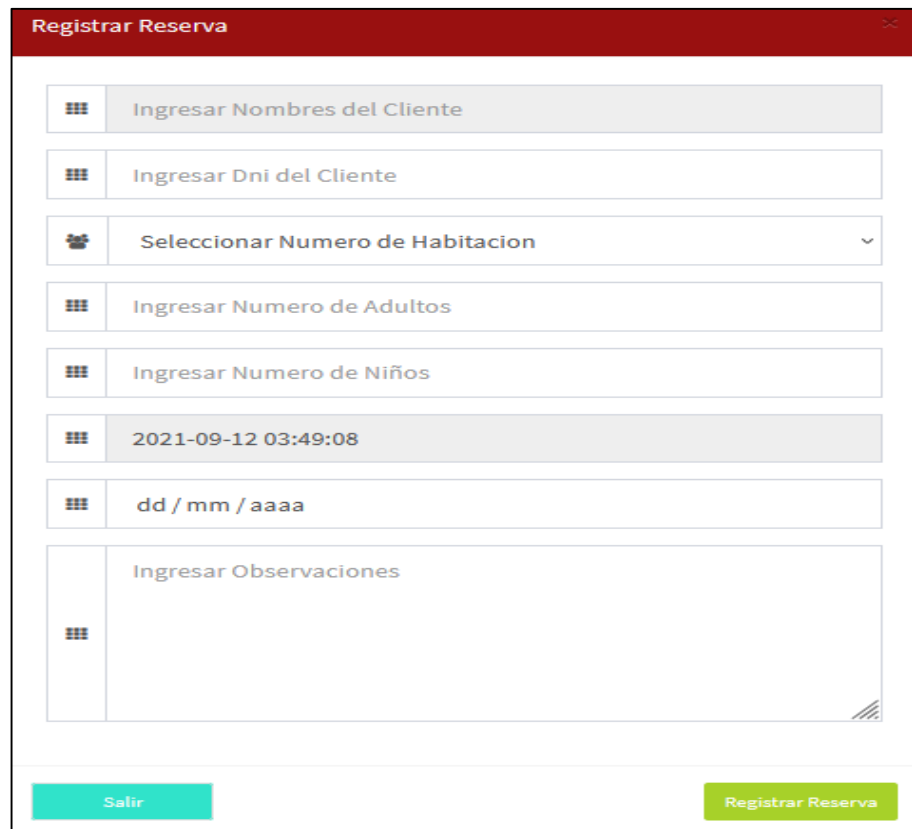 Registrar Reserva
Ingresar Nombres del Cliente
Ingresar Dni del Cliente
Seleccionar Numero de Habitacion
Ingresar Numero de Adultos
Ingresar Numero de Niños
2021-09-12 03:49:08
dd / mm / aaaa
Ingresar Observaciones
Salir
Registrar Reserva